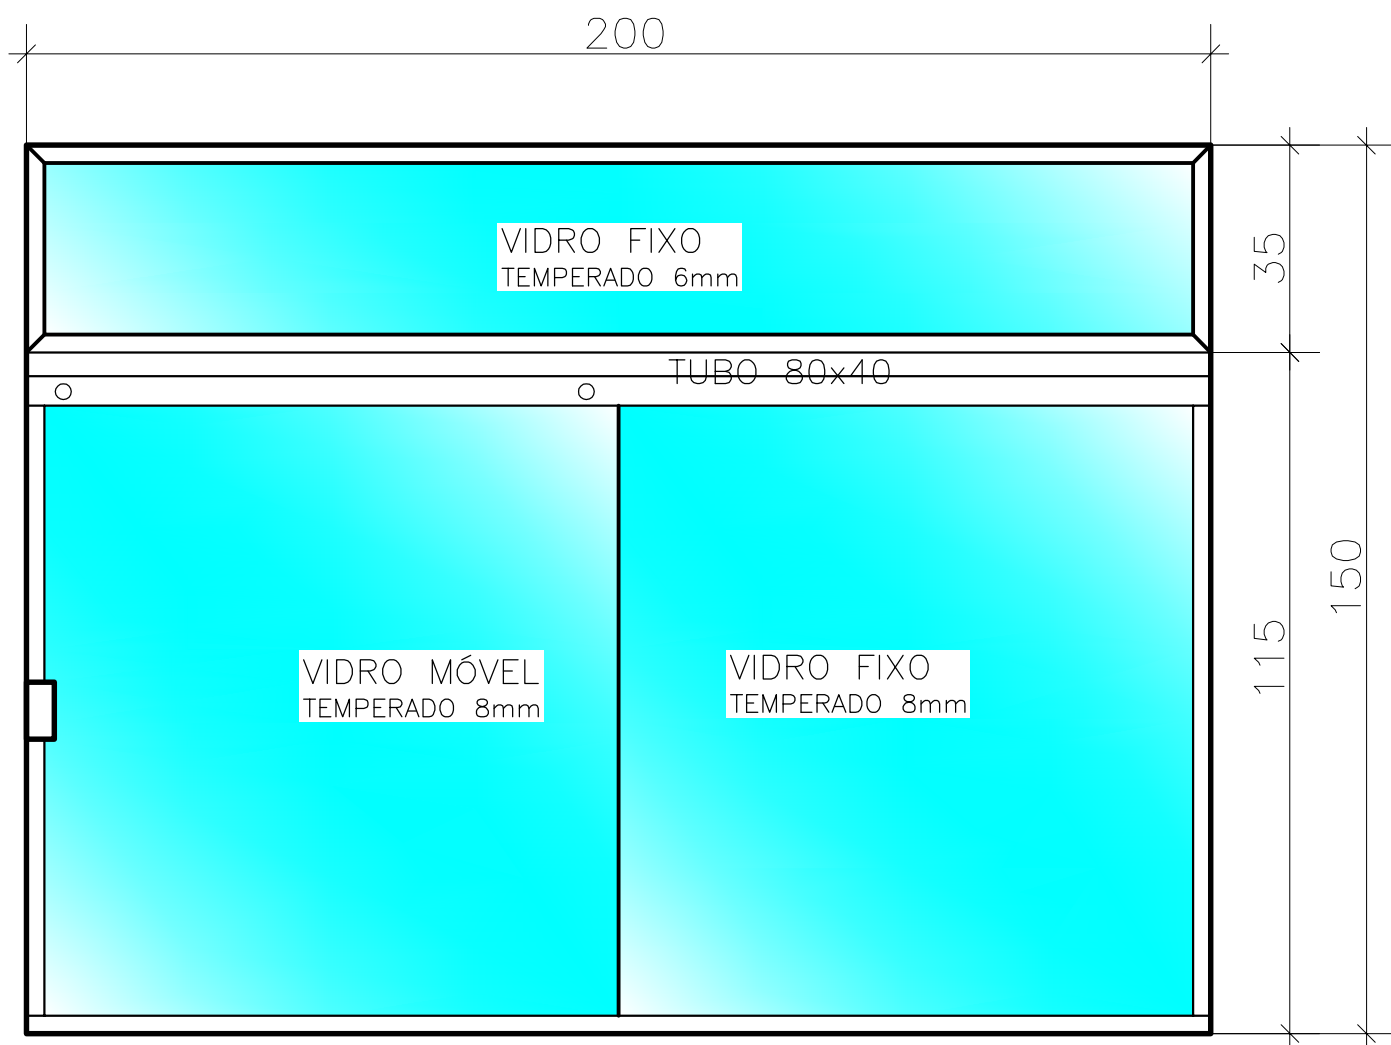 200
VIDRO FIXO
TEMPERADO 6mm
35
TUBO 80x40
150
VIDRO MÓVEL
TEMPERADO 8mm
VIDRO FIXO
TEMPERADO 8mm
115